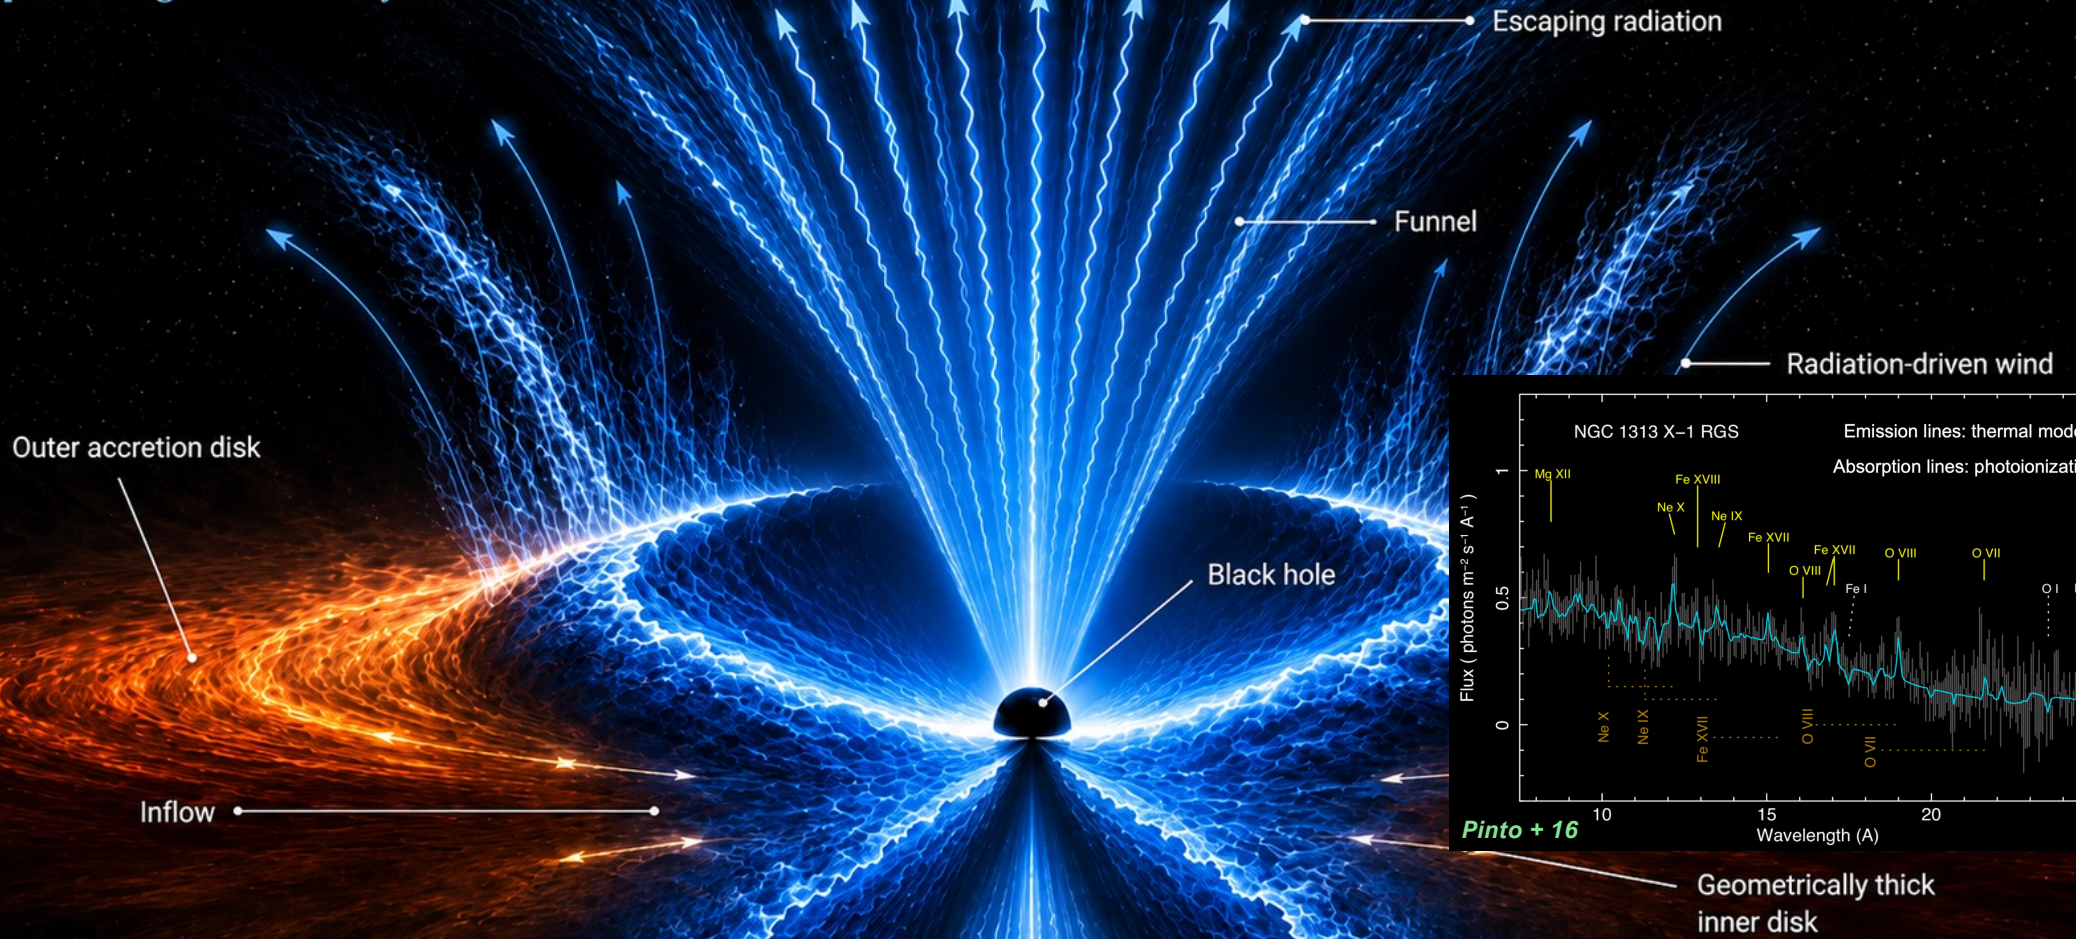 Escaping radiation
Funnel
Radiation-driven wind
Outer accretion disk
Black hole
Inflow
Geometrically thick
inner disk
NGC 1313 X−1 RGS
Emission lines: thermal
Absorption lines:
Mg XII
Fe XVIII
Ne X
Ne IX
Fe XVII
Fe XVII
O VIII
O VIII
O VII
Fe I
O I
1
0.5
0
Flux ( photons m⁻² s⁻¹ A⁻¹ )
Ne X
Ne IX
Fe XVII
O VIII
O VII
10
15
20
Wavelength (A)
Pinto + 16